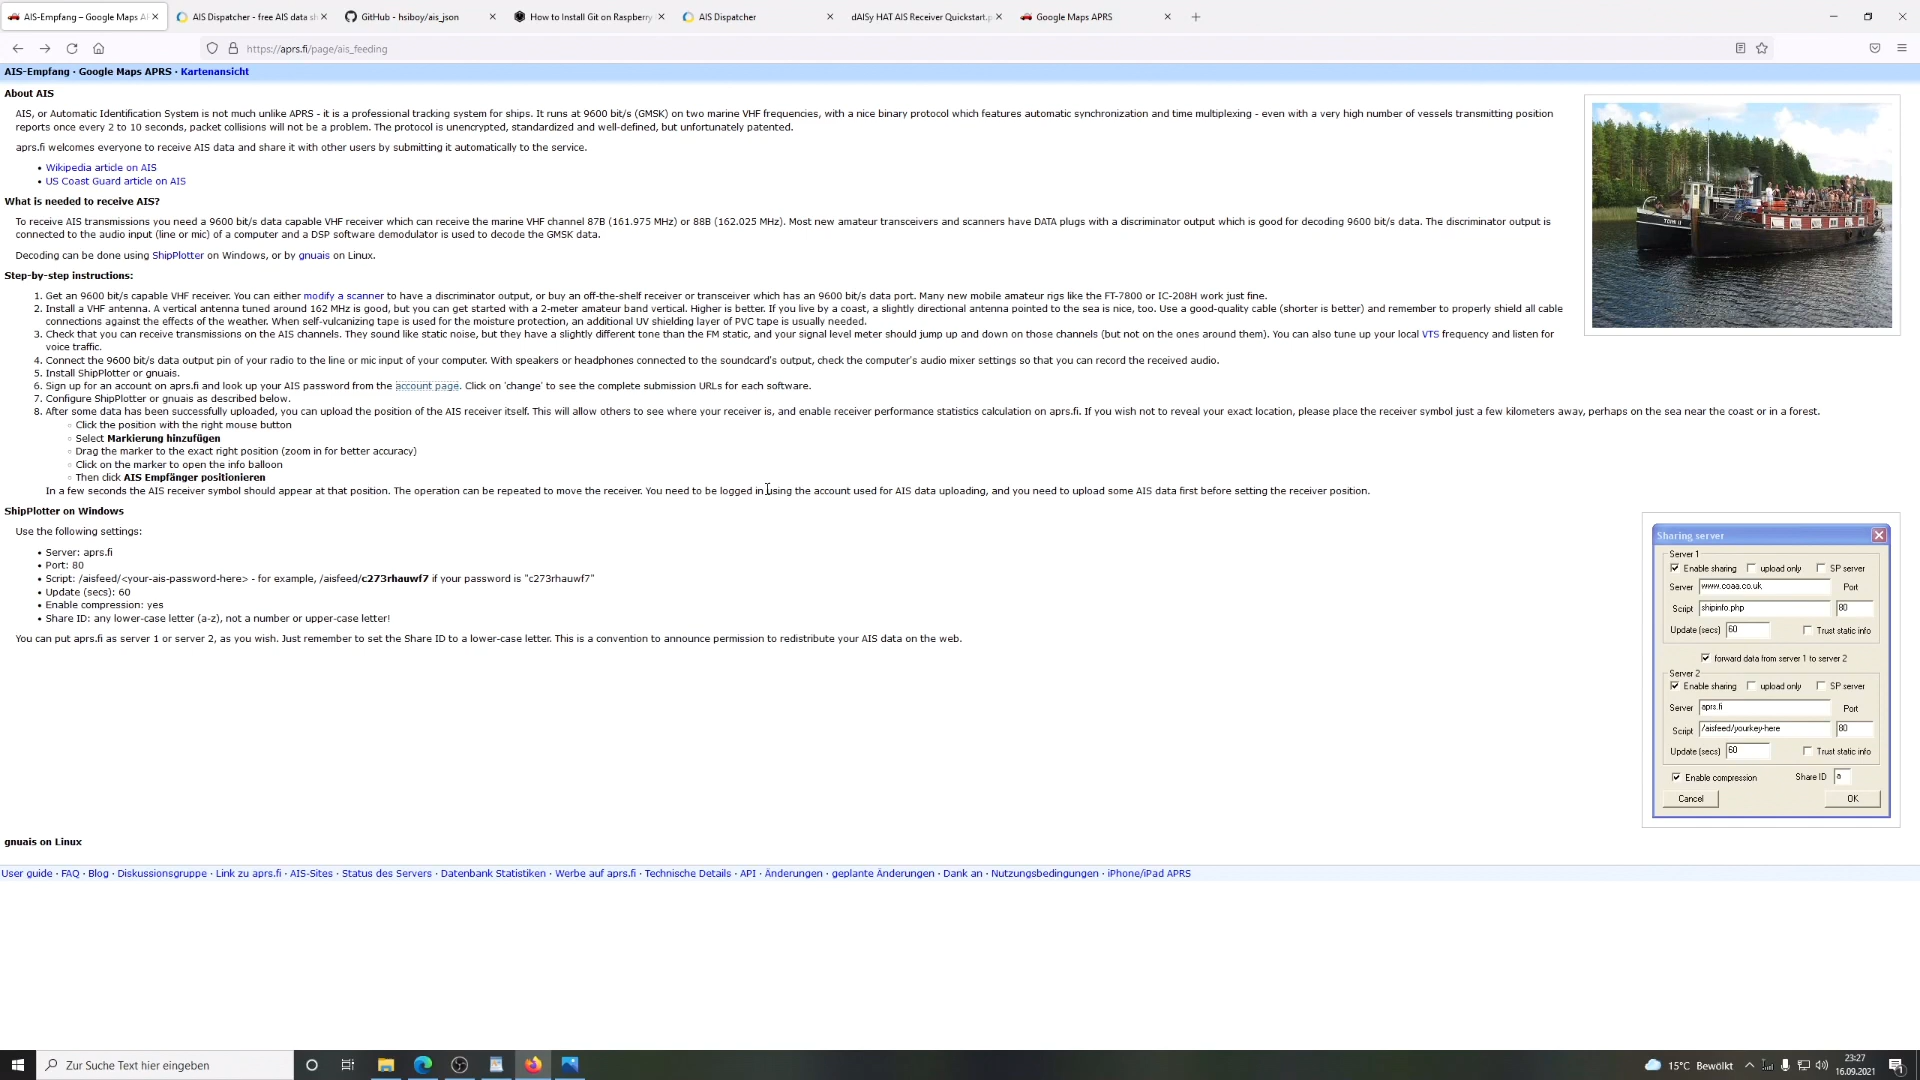 AIS-Empfang – Google Maps AI
AIS Dispatcher - free AIS data sh
GitHub - hsiboy/ais_json
How to Install Git on Raspberry
AIS Dispatcher
dAISy HAT AIS Receiver Quickstart.p
Google Maps APRS
https://aprs.fi/page/ais_feeding
AIS-Empfang · Google Maps APRS · Kartenansicht
About AIS
AIS, or Automatic Identification System is not much unlike APRS - it is a professional tracking system for ships. It runs at 9600 bit/s (GMSK) on two marine VHF frequencies, with a nice binary protocol which features automatic synchronization and time multiplexing - even with a very high number of vessels transmitting position
reports once every 2 to 10 seconds, packet collisions will not be a problem. The protocol is unencrypted, standardized and well-defined, but unfortunately patented.
aprs.fi welcomes everyone to receive AIS data and share it with other users by submitting it automatically to the service.
• Wikipedia article on AIS
• US Coast Guard article on AIS
What is needed to receive AIS?
To receive AIS transmissions you need a 9600 bit/s data capable VHF receiver which can receive the marine VHF channel 87B (161.975 MHz) or 88B (162.025 MHz). Most new amateur transceivers and scanners have DATA plugs with a discriminator output which is good for decoding 9600 bit/s data. The discriminator output is
connected to the audio input (line or mic) of a computer and a DSP software demodulator is used to decode the GMSK data.
Decoding can be done using ShipPlotter on Windows, or by gnuais on Linux.
Step-by-step instructions:
1. Get an 9600 bit/s capable VHF receiver. You can either modify a scanner to have a discriminator output, or buy an off-the-shelf receiver or transceiver which has an 9600 bit/s data port. Many new mobile amateur rigs like the FT-7800 or IC-208H work just fine.
2. Install a VHF antenna. A vertical antenna tuned around 162 MHz is good, but you can get started with a 2-meter amateur band vertical. Higher is better. If you live by a coast, a slightly directional antenna pointed to the sea is nice, too. Use a good-quality cable (shorter is better) and remember to properly shield all cable
connections against the effects of the weather. When self-vulcanizing tape is used for the moisture protection, an additional UV shielding layer of PVC tape is usually needed.
3. Check that you can receive transmissions on the AIS channels. They sound like static noise, but they have a slightly different tone than the FM static, and your signal level meter should jump up and down on those channels (but not on the ones around them). You can also tune up your local VTS frequency and listen for
voice traffic.
4. Connect the 9600 bit/s data output pin of your radio to the line or mic input of your computer. With speakers or headphones connected to the soundcard's output, check the computer's audio mixer settings so that you can record the received audio.
5. Install ShipPlotter or gnuais.
6. Sign up for an account on aprs.fi and look up your AIS password from the account page. Click on 'change' to see the complete submission URLs for each software.
7. Configure ShipPlotter or gnuais as described below.
8. After some data has been successfully uploaded, you can upload the position of the AIS receiver itself. This will allow others to see where your receiver is, and enable receiver performance statistics calculation on aprs.fi. If you wish not to reveal your exact location, please place the receiver symbol just a few kilometers away, perhaps on the sea near the coast or in a forest.
◦ Click the position with the right mouse button
◦ Select Markierung hinzufügen
◦ Drag the marker to the exact right position (zoom in for better accuracy)
◦ Click on the marker to open the info balloon
◦ Then click AIS Empfänger positionieren
In a few seconds the AIS receiver symbol should appear at that position. The operation can be repeated to move the receiver. You need to be logged in using the account used for AIS data uploading, and you need to upload some AIS data first before setting the receiver position.
ShipPlotter on Windows
Use the following settings:
• Server: aprs.fi
• Port: 80
• Script: /aisfeed/<your-ais-password-here> - for example, /aisfeed/c273rhauwf7 if your password is "c273rhauwf7"
• Update (secs): 60
• Enable compression: yes
• Share ID: any lower-case letter (a-z), not a number or upper-case letter!
You can put aprs.fi as server 1 or server 2, as you wish. Just remember to set the Share ID to a lower-case letter. This is a convention to announce permission to redistribute your AIS data on the web.
Sharing server
Server 1
Enable sharing upload only SP server
Server www.coaa.co.uk Port
Script shipinfo.php 80
Update (secs) 60 Trust static info
forward data from server 1 to server 2
Server 2
Enable sharing upload only SP server
Server aprs.fi Port
Script /aisfeed/yourkey-here 80
Update (secs) 60 Trust static info
Enable compression Share ID a
Cancel OK
gnuais on Linux
User guide · FAQ · Blog · Diskussionsgruppe · Link zu aprs.fi · AIS-Sites · Status des Servers · Datenbank Statistiken · Werbe auf aprs.fi · Technische Details · API · Änderungen · geplante Änderungen · Dank an · Nutzungsbedingungen · iPhone/iPad APRS
Zur Suche Text hier eingeben
15°C Bewölkt
23:27
16.09.2021